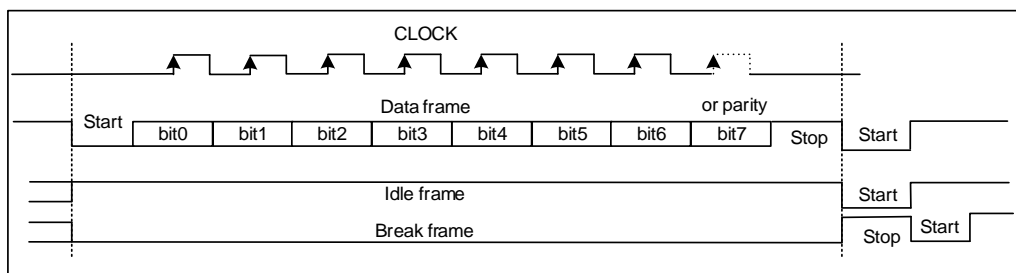 CLOCK
Data frame
or parity
Start bit0 bit1 bit2 bit3 bit4 bit5 bit6 bit7 Stop Start
Idle frame Start
Break frame Stop Start